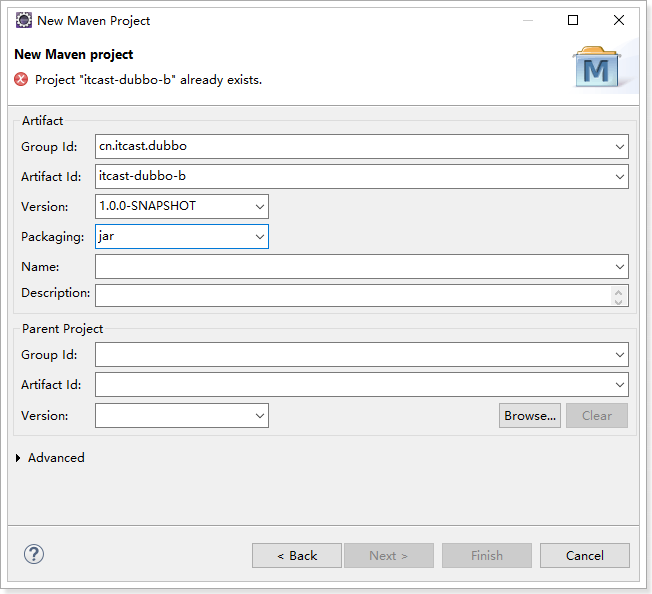 New Maven Project
New Maven project
Project "itcast-dubbo-b" already exists.
M
Artifact
Group Id: cn.itcast.dubbo
Artifact Id: itcast-dubbo-b
Version: 1.0.0-SNAPSHOT
Packaging: jar
Name:
Description:
Parent Project
Group Id:
Artifact Id:
Version: Browse... Clear
Advanced
? < Back Next > Finish Cancel